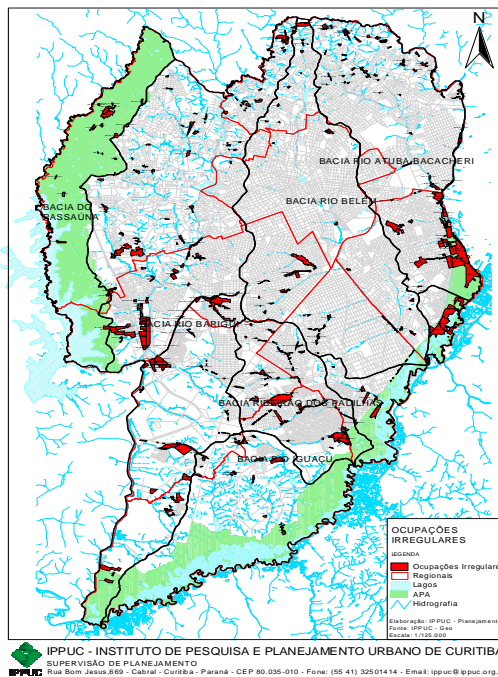 N
BACIA RIO ATUBA-BACACHERI
BACIA RIO BELÉM
BACIA DO
PASSAÚNA
BACIA RIO BARIGUI
BACIA RIBEIRÃO DOS PADILHAS
BACIA RIO IGUAÇU
OCUPAÇÕES
IRREGULARES
LEGENDA
Ocupações Irregulare
Regionais
Lagos
APA
Hidrografia
Elaboração: IPPUC - Planejament
Fonte: IPPUC - Geo
Escala: 1/125.000
IPPUC - INSTITUTO DE PESQUISA E PLANEJAMENTO URBANO DE CURITIBA
SUPERVISÃO DE PLANEJAMENTO
IPPUC Rua Bom Jesus,669 - Cabral - Curitiba - Paraná - CEP 80.035-010 - Fone: (55 41) 32501414 - Email: ippuc@ippuc.org.